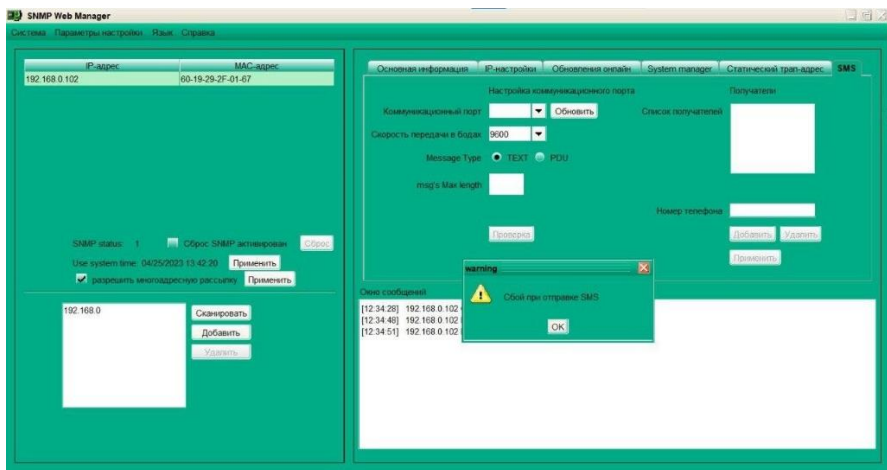 SNMP Web Manager
Система Параметры настройки Язык Справка
IP-адрес MAC-адрес
192.168.0.102 60-19-29-2F-01-67
SNMP status: 1 Сброс SNMP активирован Сброс
Use system time: 04/25/2023 13:42:20 Применить
разрешить многоадресную рассылку Применить
192.168.0
Сканировать
Добавить
Удалить
Основная информация IP-настройки Обновления онлайн System manager Статический трап-адрес SMS
Настройка коммуникационного порта
Коммуникационный порт Обновить
Скорость передачи в бодах 9600
Message Type TEXT PDU
msg's Max length
Проверка
Получатели
Список получателей
Номер телефона
Добавить Удалить
Применить
Окно сообщений
[12:34:28] 192.168.0.102
[12:34:48] 192.168.0.102
[12:34:51] 192.168.0.102
warning
Сбой при отправке SMS
OK